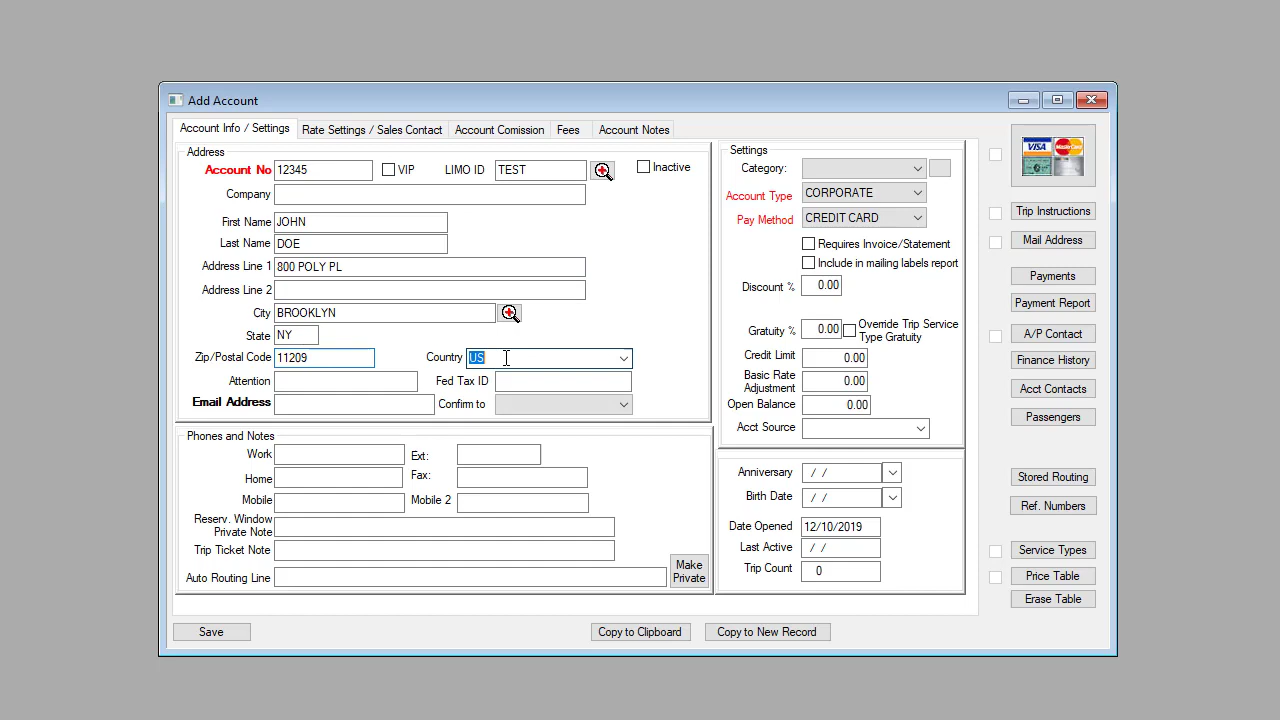 Add Account
Account Info / Settings Rate Settings / Sales Contact Account Comission Fees Account Notes
Address
Account No 12345 VIP LIMO ID TEST Inactive
Company
First Name JOHN
Last Name DOE
Address Line 1 800 POLY PL
Address Line 2
City BROOKLYN
State NY
Zip/Postal Code 11209 Country US
Attention Fed Tax ID
Email Address Confirm to
Phones and Notes
Work Ext:
Home Fax:
Mobile Mobile 2
Reserv. Window
Private Note
Trip Ticket Note
Auto Routing Line
Make
Private
Settings
Category:
Account Type CORPORATE
Pay Method CREDIT CARD
Requires Invoice/Statement
Include in mailing labels report
Discount % 0.00
Gratuity % 0.00 Override Trip Service
Type Gratuity
Credit Limit 0.00
Basic Rate
Adjustment 0.00
Open Balance 0.00
Acct Source
Anniversary / /
Birth Date / /
Date Opened 12/10/2019
Last Active / /
Trip Count 0
VISA MasterCard
Trip Instructions
Mail Address
Payments
Payment Report
A/P Contact
Finance History
Acct Contacts
Passengers
Stored Routing
Ref. Numbers
Service Types
Price Table
Erase Table
Save Copy to Clipboard Copy to New Record